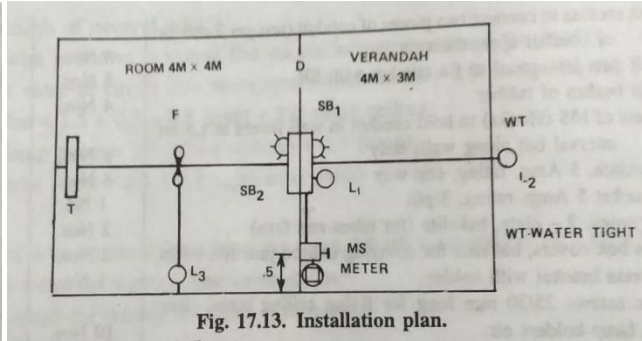 ROOM 4M × 4M
D
VERANDAH
4M × 3M
F
SB1
WT
SB2
L1
L2
T
WT-WATER TIGHT
L3
.5
MS
METER
Fig. 17.13. Installation plan.